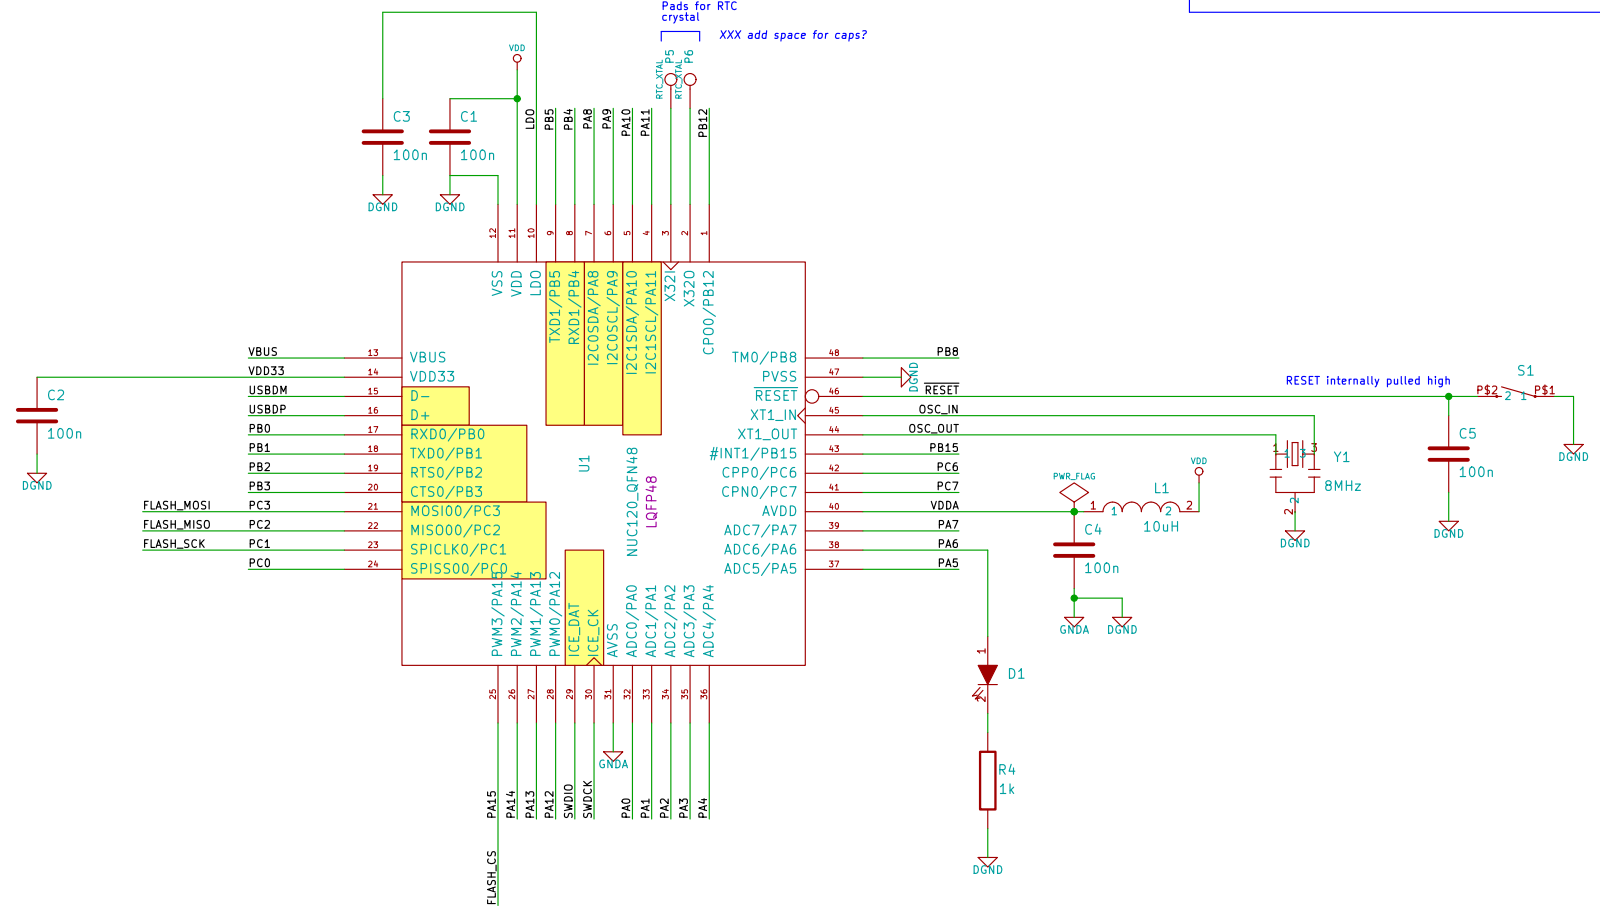 Pads for RTC
crystal
XXX add space for caps?
VDD
P5
P6
RTC_XTAL
RTC_XTAL
C3
100n
DGND
C1
100n
DGND
LDO
PB5
PB4
PA8
PA9
PA10
PA11
PB12
12
11
10
9
8
7
6
5
4
3
2
1
VSS
VDD
LDO
TXD1/PB5
RXD1/PB4
I2C0SDA/PA8
I2C0SCL/PA9
I2C1SDA/PA10
I2C1SCL/PA11
X32I
X32O
CPO0/PB12
VBUS 13 VBUS
VDD33 14 VDD33
USBDM 15 D-
USBDP 16 D+
PB0 17 RXD0/PB0
PB1 18 TXD0/PB1
PB2 19 RTS0/PB2
PB3 20 CTS0/PB3
FLASH_MOSI PC3 21 MOSI00/PC3
FLASH_MISO PC2 22 MISO00/PC2
FLASH_SCK PC1 23 SPICLK0/PC1
PC0 24 SPISS00/PC0
C2
100n
DGND
U1
NUC120_QFN48
LQFP48
TM0/PB8 48 PB8
PVSS 47 DGND
RESET 46 RESET
XT1_IN 45 OSC_IN
XT1_OUT 44 OSC_OUT
#INT1/PB15 43 PB15
CPP0/PC6 42 PC6
CPN0/PC7 41 PC7
AVDD 40 VDDA
ADC7/PA7 39 PA7
ADC6/PA6 38 PA6
ADC5/PA5 37 PA5
RESET internally pulled high
S1
P$2 2 1 P$1
DGND
C5
100n
DGND
1
3
Y1
8MHz
2
2
DGND
PWR_FLAG
VDD
L1
1 1 2 2
10uH
C4
100n
GNDA
DGND
PWM3/PA15
PWM2/PA14
PWM1/PA13
PWM0/PA12
ICE_DAT
ICE_CK
AVSS
ADC0/PA0
ADC1/PA1
ADC2/PA2
ADC3/PA3
ADC4/PA4
25
26
27
28
29
30
31
32
33
34
35
36
PA15
PA14
PA13
PA12
SWDIO
SWDCK
GNDA
PA0
PA1
PA2
PA3
PA4
FLASH_CS
1
D1
2
R4
1k
DGND